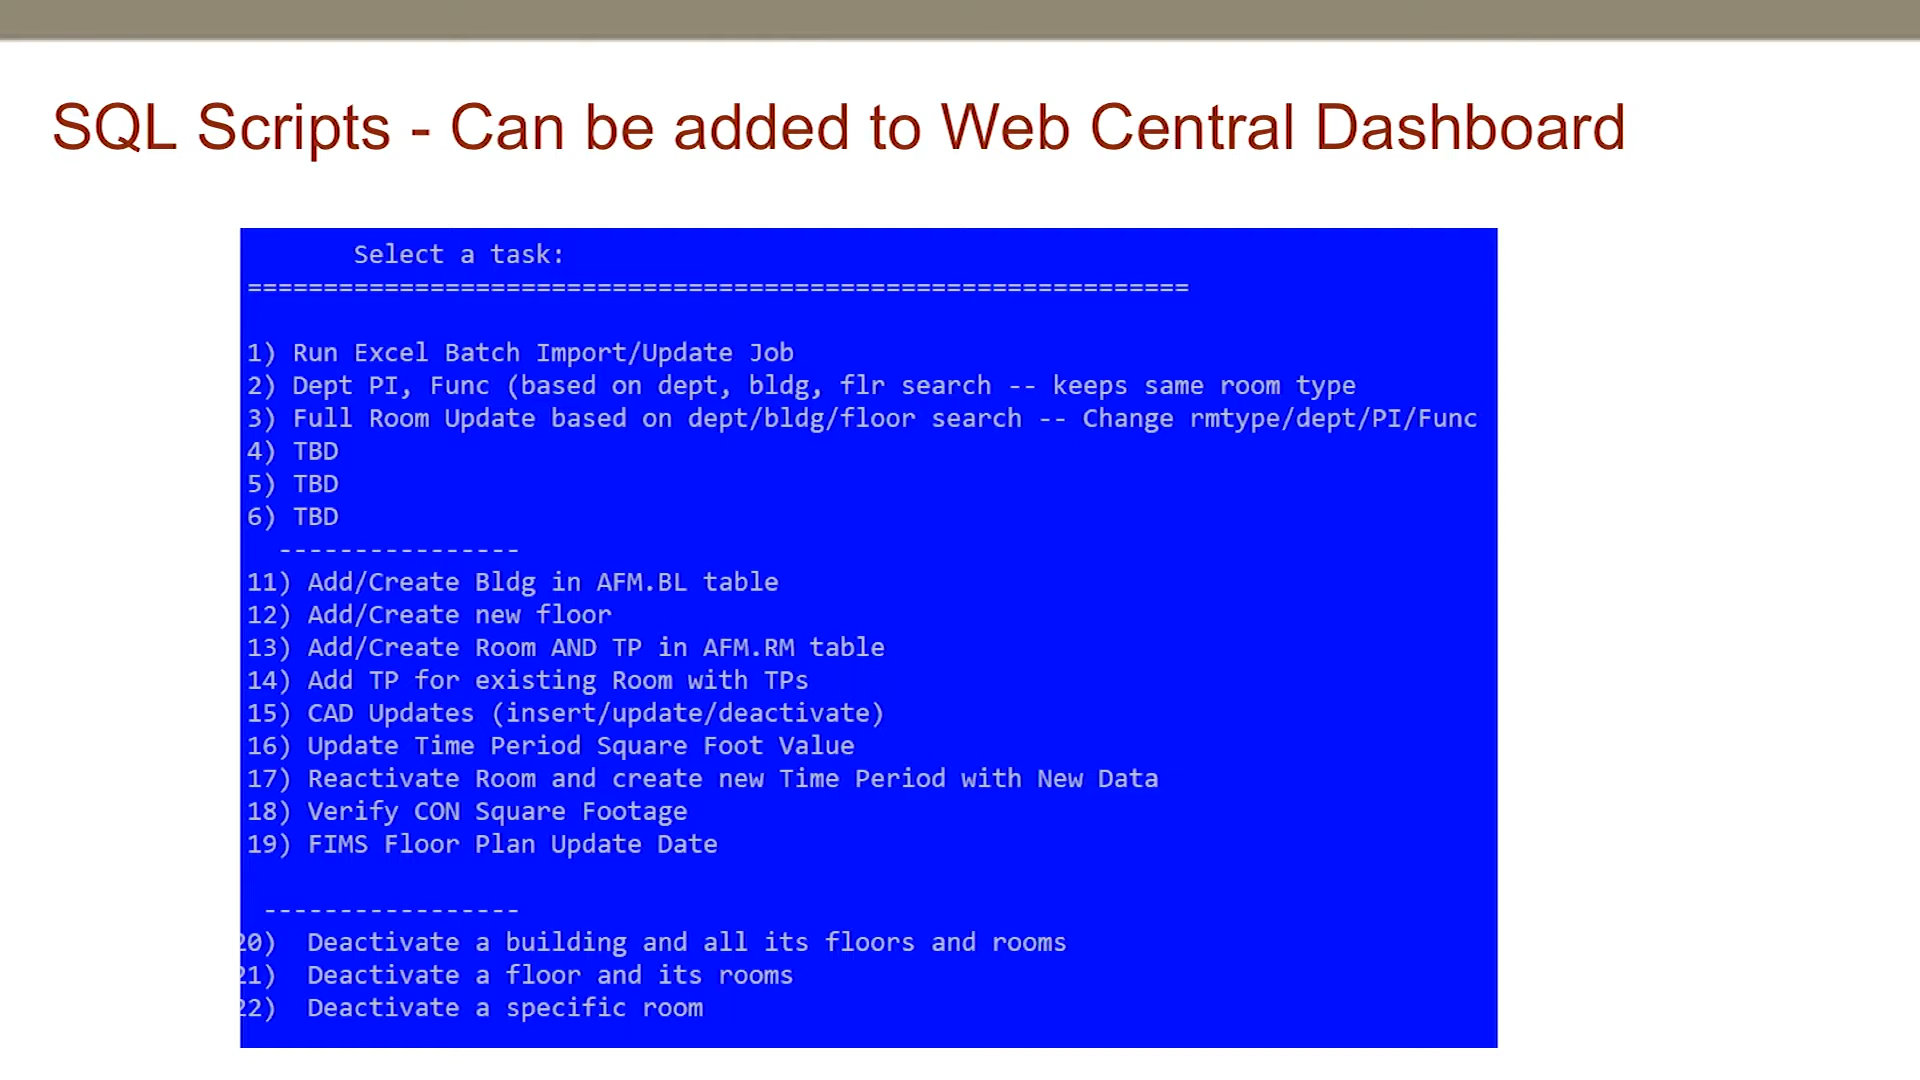 SQL Scripts - Can be added to Web Central Dashboard
Select a task:
==============================================================
1) Run Excel Batch Import/Update Job
2) Dept PI, Func (based on dept, bldg, flr search -- keeps same room type
3) Full Room Update based on dept/bldg/floor search -- Change rmtype/dept/PI/Func
4) TBD
5) TBD
6) TBD
----------------
11) Add/Create Bldg in AFM.BL table
12) Add/Create new floor
13) Add/Create Room AND TP in AFM.RM table
14) Add TP for existing Room with TPs
15) CAD Updates (insert/update/deactivate)
16) Update Time Period Square Foot Value
17) Reactivate Room and create new Time Period with New Data
18) Verify CON Square Footage
19) FIMS Floor Plan Update Date
-----------------
20) Deactivate a building and all its floors and rooms
21) Deactivate a floor and its rooms
22) Deactivate a specific room